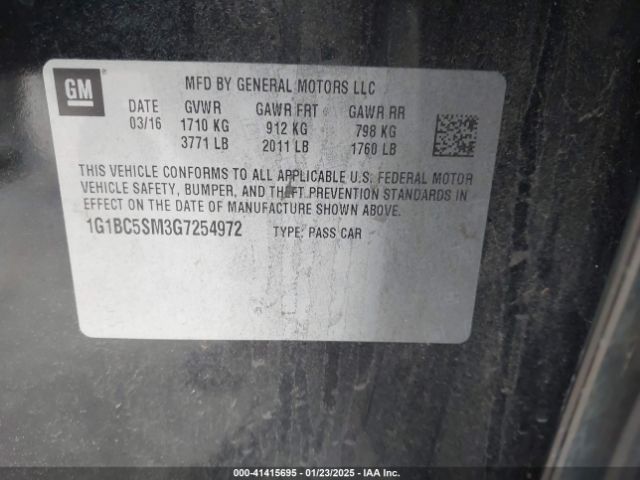 GM
MFD BY GENERAL MOTORS LLC
DATE GVWR GAWR FRT GAWR RR
03/16 1710 KG 912 KG 798 KG
3771 LB 2011 LB 1760 LB
THIS VEHICLE CONFORMS TO ALL APPLICABLE U.S. FEDERAL MOTOR
VEHICLE SAFETY, BUMPER, AND THEFT PREVENTION STANDARDS IN
EFFECT ON THE DATE OF MANUFACTURE SHOWN ABOVE.
1G1BC5SM3G7254972 TYPE: PASS CAR
000-41415695 - 01/23/2025 - IAA Inc.